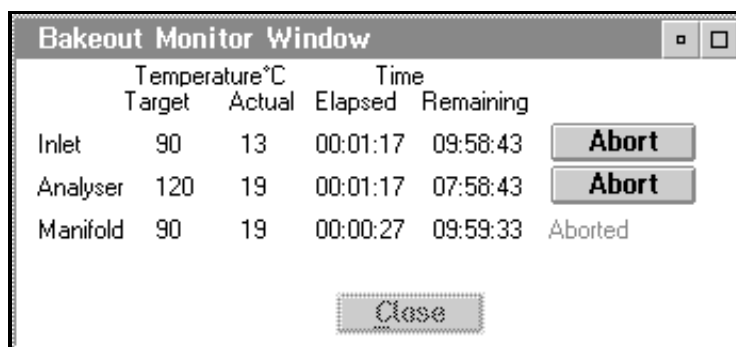 Bakeout Monitor Window
Temperature°C Time
Target Actual Elapsed Remaining
Inlet 90 13 00:01:17 09:58:43 Abort
Analyser 120 19 00:01:17 07:58:43 Abort
Manifold 90 19 00:00:27 09:59:33 Aborted
Close